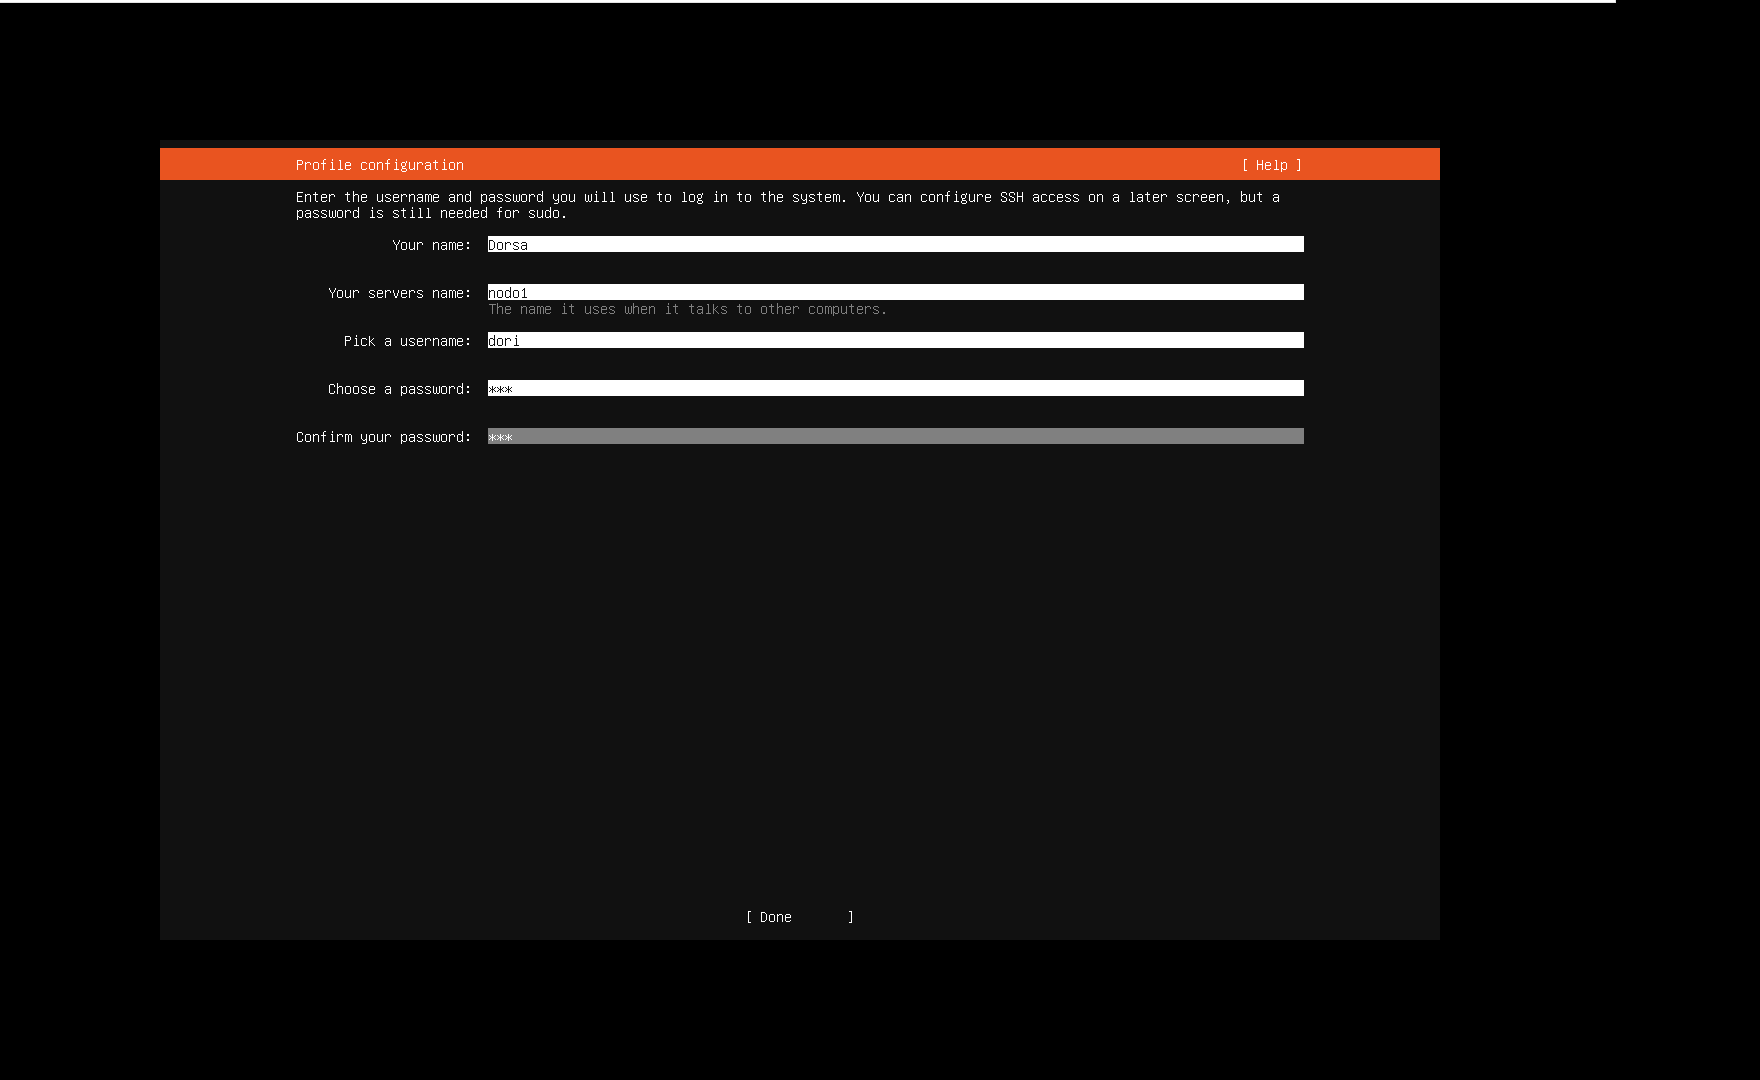 Profile configuration [ Help ]
Enter the username and password you will use to log in to the system. You can configure SSH access on a later screen, but a
password is still needed for sudo.
Your name: Dorsa
Your servers name: nodo1
The name it uses when it talks to other computers.
Pick a username: dori
Choose a password: ***
Confirm your password: ***
[ Done ]